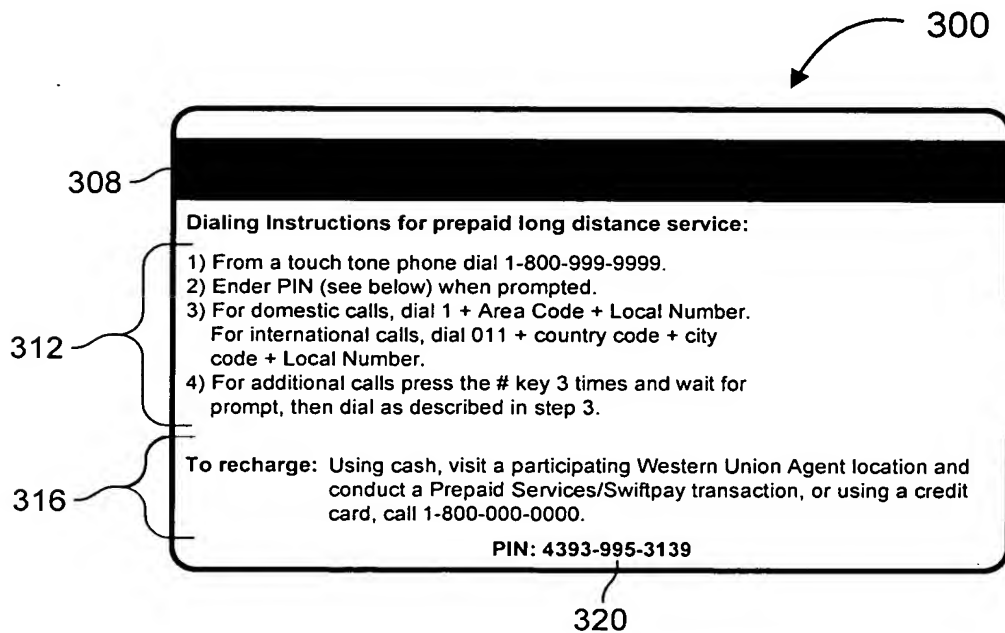 300
308
Dialing Instructions for prepaid long distance service:
1) From a touch tone phone dial 1-800-999-9999.
2) Ender PIN (see below) when prompted.
3) For domestic calls, dial 1 + Area Code + Local Number.
For international calls, dial 011 + country code + city
code + Local Number.
312
4) For additional calls press the # key 3 times and wait for
prompt, then dial as described in step 3.
To recharge: Using cash, visit a participating Western Union Agent location and
316
conduct a Prepaid Services/Swiftpay transaction, or using a credit
card, call 1-800-000-0000.
PIN: 4393-995-3139
320